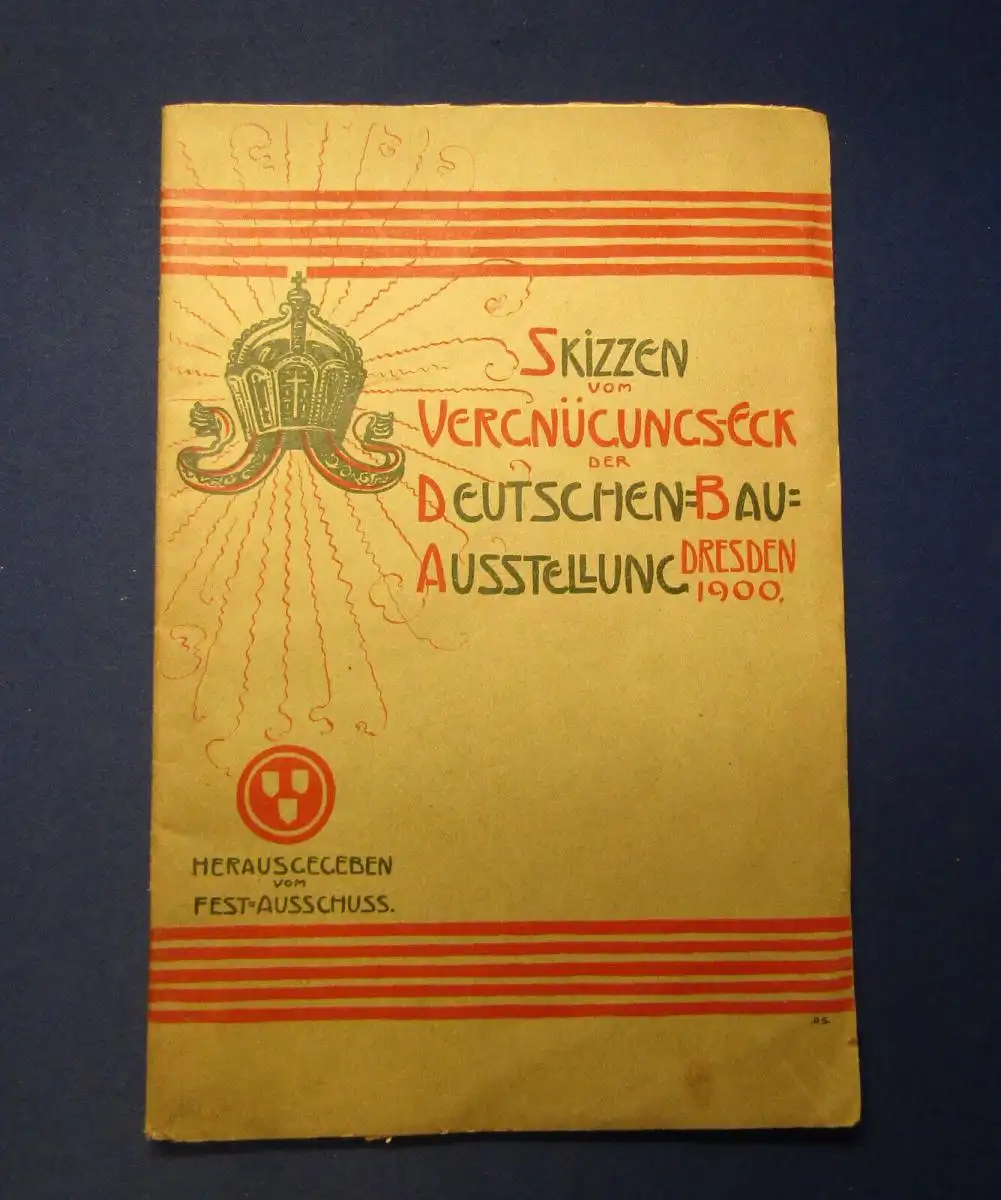 SKIZZEN
VOM
VERGNÜGUNGS-ECK
DER
DEUTSCHEN=BAU=
AUSSTELLUNG DRESDEN
1900.
HERAUSGEGEBEN
VOM
FEST=AUSSCHUSS.